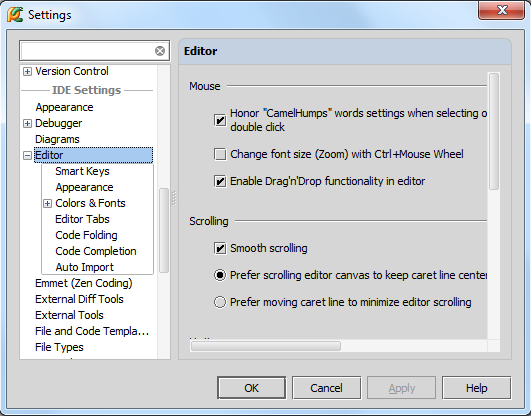 Settings
Version Control
IDE Settings
Appearance
Debugger
Diagrams
Editor
Smart Keys
Appearance
Colors & Fonts
Editor Tabs
Code Folding
Code Completion
Auto Import
Emmet (Zen Coding)
External Diff Tools
External Tools
File and Code Templa...
File Types
Editor
Mouse
Honor "CamelHumps" words settings when selecting o
double click
Change font size (Zoom) with Ctrl+Mouse Wheel
Enable Drag'n'Drop functionality in editor
Scrolling
Smooth scrolling
Prefer scrolling editor canvas to keep caret line center
Prefer moving caret line to minimize editor scrolling
OK
Cancel
Apply
Help